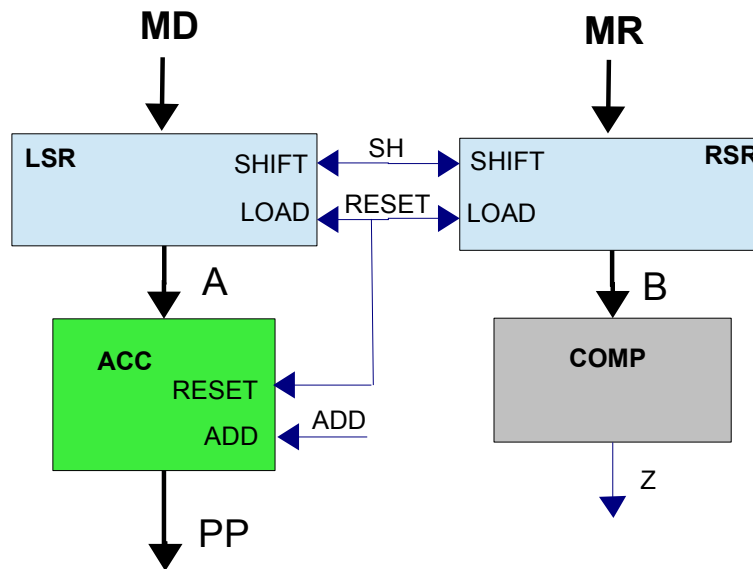 MD
MR
LSR
SHIFT
SH
SHIFT
RSR
LOAD
RESET
LOAD
A
B
ACC
RESET
ADD
ADD
COMP
Z
PP